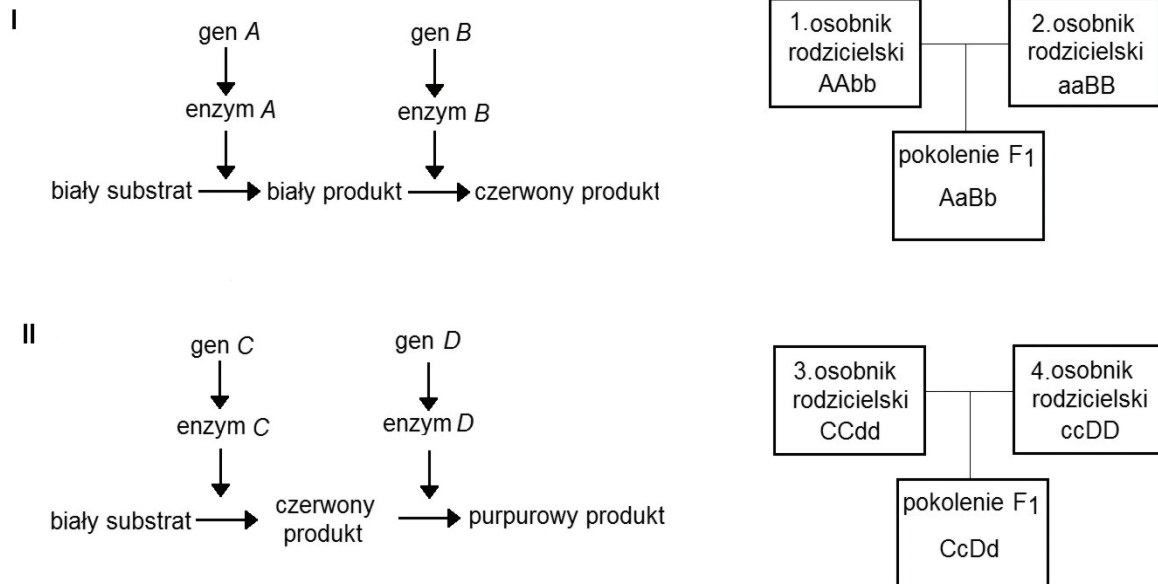 I
gen A
gen B
enzym A
enzym B
biały substrat
biały produkt
czerwony produkt
1.osobnik
rodzicielski
AAbb
2.osobnik
rodzicielski
aaBB
pokolenie F1
AaBb
II
gen C
gen D
enzym C
enzym D
biały substrat
czerwony
produkt
purpurowy produkt
3.osobnik
rodzicielski
CCdd
4.osobnik
rodzicielski
ccDD
pokolenie F1
CcDd